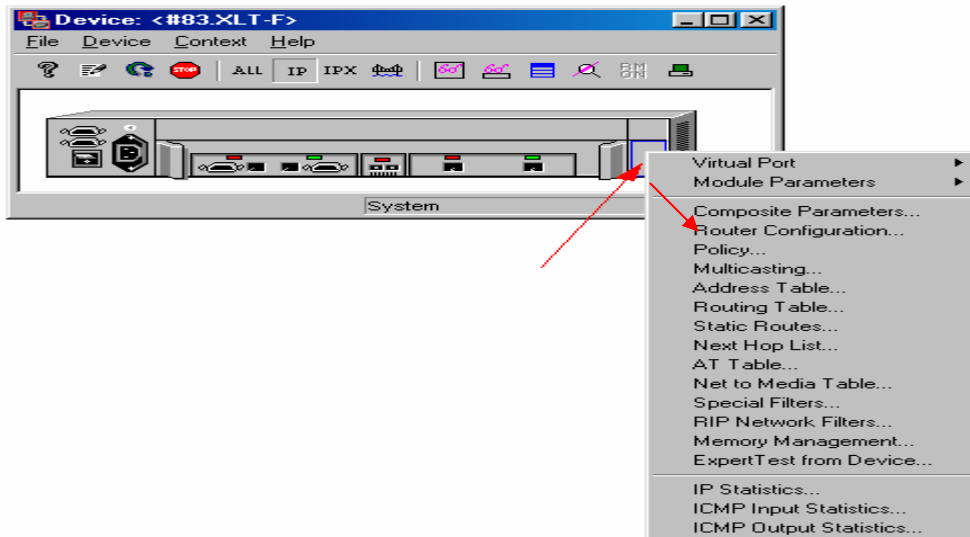 Device: <#83.XLT-F>
File Device Context Help
STOP ALL IP IPX
System
Virtual Port
Module Parameters
Composite Parameters...
Router Configuration...
Policy...
Multicasting...
Address Table...
Routing Table...
Static Routes...
Next Hop List...
AT Table...
Net to Media Table...
Special Filters...
RIP Network Filters...
Memory Management...
ExpertTest from Device...
IP Statistics...
ICMP Input Statistics...
ICMP Output Statistics...